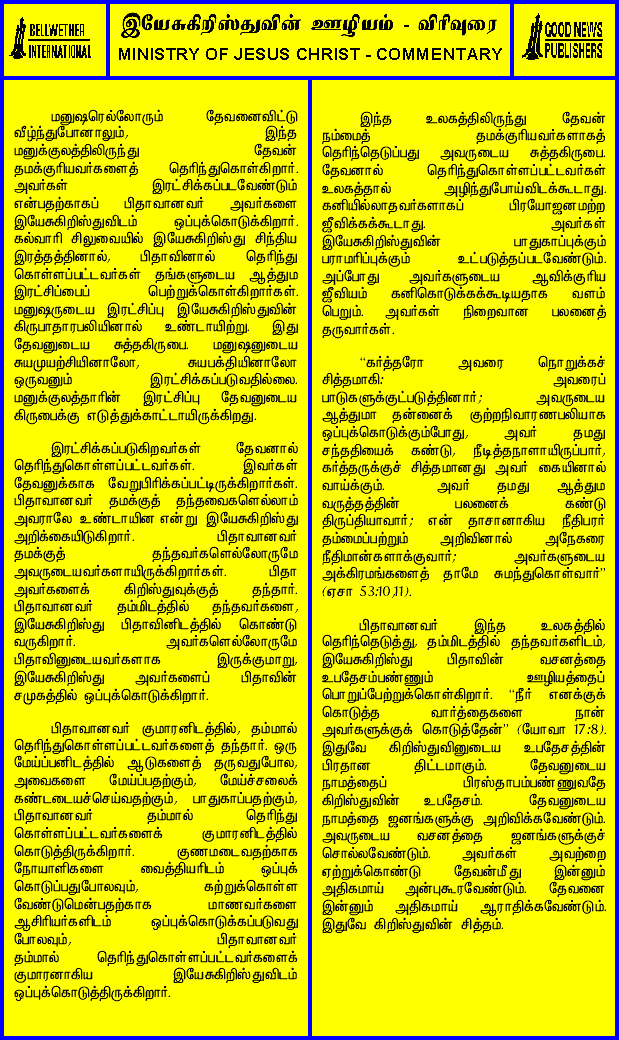 BELLWETHER
INTERNATIONAL
இயேசுகிறிஸ்துவின் ஊழியம் - விரிவுரை
MINISTRY OF JESUS CHRIST - COMMENTARY
GOOD NEWS
PUBLISHERS
மனுஷரெல்லோரும் தேவனைவிட்டு
வீழ்ந்துபோனாலும், இந்த
மனுக்குலத்திலிருந்து தேவன்
தமக்குரியவர்களைத் தெரிந்துகொள்கிறார்.
அவர்கள் இரட்சிக்கப்படவேண்டும்
என்பதற்காகப் பிதாவானவர் அவர்களை
இயேசுகிறிஸ்துவிடம் ஒப்புக்கொடுக்கிறார்.
கல்வாரி சிலுவையில் இயேசுகிறிஸ்து சிந்திய
இரத்தத்தினால், பிதாவினால் தெரிந்து
கொள்ளப்பட்டவர்கள் தங்களுடைய ஆத்தும
இரட்சிப்பைப் பெற்றுக்கொள்கிறார்கள்.
மனுஷருடைய இரட்சிப்பு இயேசுகிறிஸ்துவின்
கிருபாதாரபலியினால் உண்டாயிற்று. இது
தேவனுடைய சுத்தகிருபை. மனுஷனுடைய
சுயமுயற்சியினாலோ, சுயபக்தியினாலோ
ஒருவனும் இரட்சிக்கப்படுவதில்லை.
மனுக்குலத்தாரின் இரட்சிப்பு தேவனுடைய
கிருபைக்கு எடுத்துக்காட்டாயிருக்கிறது.
இரட்சிக்கப்படுகிறவர்கள் தேவனால்
தெரிந்துகொள்ளப்பட்டவர்கள். இவர்கள்
தேவனுக்காக வேறுபிரிக்கப்பட்டிருக்கிறார்கள்.
பிதாவானவர் தமக்குத் தந்தவைகளெல்லாம்
அவராலே உண்டாயின என்று இயேசுகிறிஸ்து
அறிக்கையிடுகிறார். பிதாவானவர்
தமக்குத் தந்தவர்களெல்லோருமே
அவருடையவர்களாயிருக்கிறார்கள். பிதா
அவர்களைக் கிறிஸ்துவுக்குத் தந்தார்.
பிதாவானவர் தம்மிடத்தில் தந்தவர்களை,
இயேசுகிறிஸ்து பிதாவினிடத்தில் கொண்டு
வருகிறார். அவர்களெல்லோருமே
பிதாவினுடையவர்களாக இருக்குமாறு,
இயேசுகிறிஸ்து அவர்களைப் பிதாவின்
சமுகத்தில் ஒப்புக்கொடுக்கிறார்.
பிதாவானவர் குமாரனிடத்தில், தம்மால்
தெரிந்துகொள்ளப்பட்டவர்களைத் தந்தார். ஒரு
மேய்ப்பனிடத்தில் ஆடுகளைத் தருவதுபோல,
அவைகளை மேய்ப்பதற்கும், மேய்ச்சலைக்
கண்டடையச்செய்வதற்கும், பாதுகாப்பதற்கும்,
பிதாவானவர் தம்மால் தெரிந்து
கொள்ளப்பட்டவர்களைக் குமாரனிடத்தில்
கொடுத்திருக்கிறார். குணமடைவதற்காக
நோயாளிகளை வைத்தியரிடம் ஒப்புக்
கொடுப்பதுபோலவும், கற்றுக்கொள்ள
வேண்டுமென்பதற்காக மாணவர்களை
ஆசிரியர்களிடம் ஒப்புக்கொடுக்கப்படுவது
போலவும், பிதாவானவர்
தம்மால் தெரிந்துகொள்ளப்பட்டவர்களைக்
குமாரனாகிய இயேசுகிறிஸ்துவிடம்
ஒப்புக்கொடுத்திருக்கிறார்.
இந்த உலகத்திலிருந்து தேவன்
நம்மைத் தமக்குரியவர்களாகத்
தெரிந்தெடுப்பது அவருடைய சுத்தகிருபை.
தேவனால் தெரிந்துகொள்ளப்பட்டவர்கள்
உலகத்தால் அழிந்துபோய்விடக்கூடாது.
கனியில்லாதவர்களாகப் பிரயோஜனமற்ற
ஜீவிக்கக்கூடாது. அவர்கள்
இயேசுகிறிஸ்துவின் பாதுகாப்புக்கும்
பராமரிப்புக்கும் உட்படுத்தப்படவேண்டும்.
அப்போது அவர்களுடைய ஆவிக்குரிய
ஜீவியம் கனிகொடுக்கக்கூடியதாக வளம்
பெறும். அவர்கள் நிறைவான பலனைத்
தருவார்கள்.
“கர்த்தரோ அவரை நொறுக்கச்
சித்தமாகி: அவரைப்
பாடுகளுக்குட்படுத்தினார்; அவருடைய
ஆத்துமா தன்னைக் குற்றநிவாரணபலியாக
ஒப்புக்கொடுக்கும்போது, அவர் தமது
சந்ததியைக் கண்டு, நீடித்தநாளாயிருப்பார்,
கர்த்தருக்குச் சித்தமானது அவர் கையினால்
வாய்க்கும். அவர் தமது ஆத்தும
வருத்தத்தின் பலனைக் கண்டு
திருப்தியாவார்; என் தாசனாகிய நீதிபரர்
தம்மைப்பற்றும் அறிவினால் அநேகரை
நீதிமான்களாக்குவார்; அவர்களுடைய
அக்கிரமங்களைத் தாமே சுமந்துகொள்வார்”
(ஏசா 53:10,11).
பிதாவானவர் இந்த உலகத்தில்
தெரிந்தெடுத்து, தம்மிடத்தில் தந்தவர்களிடம்,
இயேசுகிறிஸ்து பிதாவின் வசனத்தை
உபதேசம்பண்ணும் ஊழியத்தைப்
பொறுப்பேற்றுக்கொள்கிறார். “நீர் எனக்குக்
கொடுத்த வார்த்தைகளை நான்
அவர்களுக்குக் கொடுத்தேன்” (யோவா 17:8).
இதுவே கிறிஸ்துவினுடைய உபதேசத்தின்
பிரதான திட்டமாகும். தேவனுடைய
நாமத்தைப் பிரஸ்தாபம்பண்ணுவதே
கிறிஸ்துவின் உபதேசம். தேவனுடைய
நாமத்தை ஜனங்களுக்கு அறிவிக்கவேண்டும்.
அவருடைய வசனத்தை ஜனங்களுக்குச்
சொல்லவேண்டும். அவர்கள் அவற்றை
ஏற்றுக்கொண்டு தேவன்மீது இன்னும்
அதிகமாய் அன்புகூரவேண்டும். தேவனை
இன்னும் அதிகமாய் ஆராதிக்கவேண்டும்.
இதுவே கிறிஸ்துவின் சித்தம்.